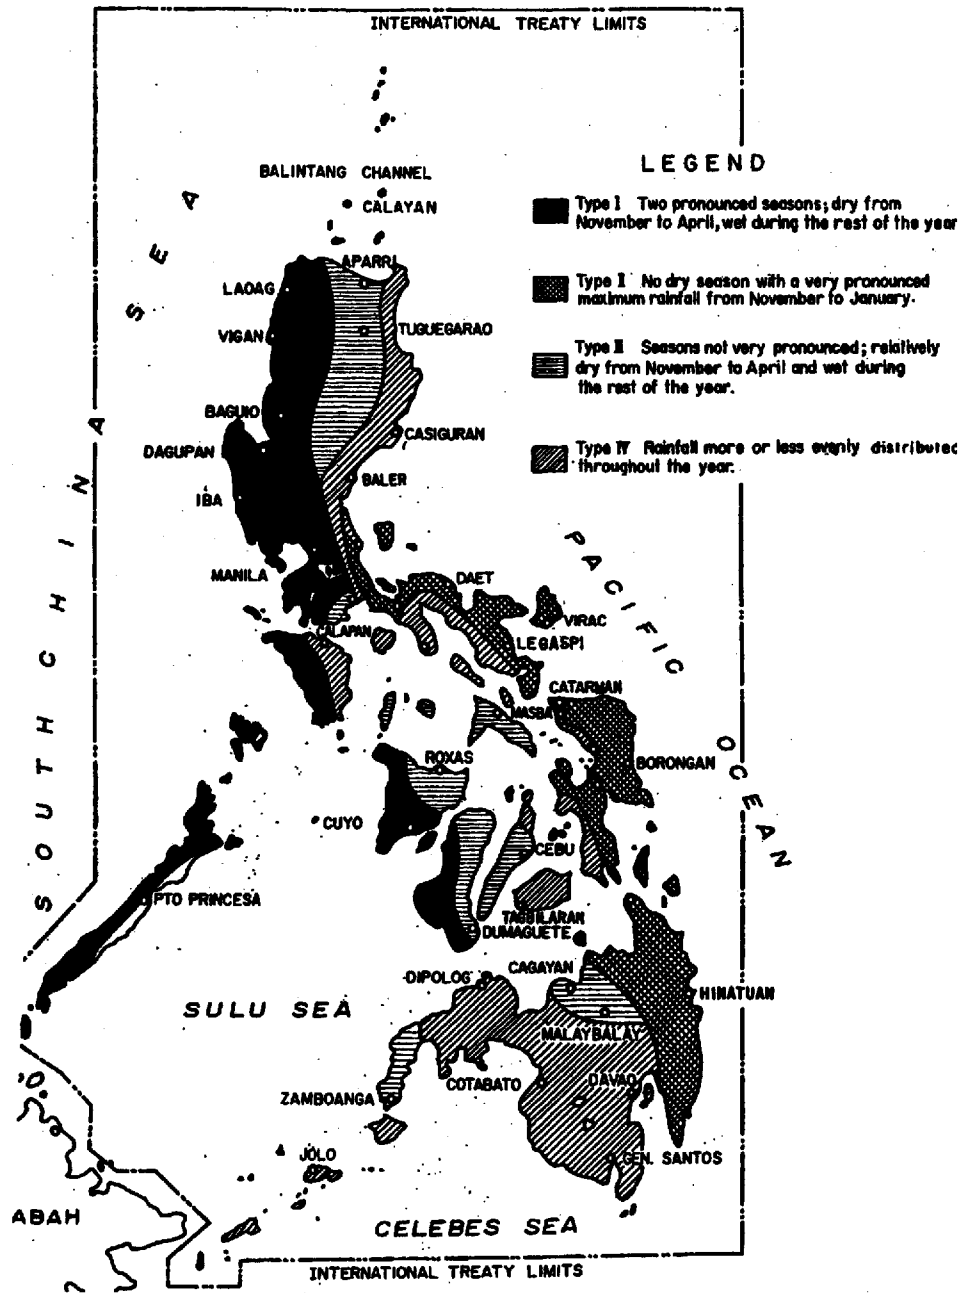 INTERNATIONAL TREATY LIMITS
LEGEND
BALINTANG CHANNEL
CALAYAN
Type I Two pronounced seasons; dry from
November to April, wet during the rest of the year
Type II No dry season with a very pronounced
maximum rainfall from November to January.
Type III Seasons not very pronounced; relatively
dry from November to April and wet during
the rest of the year.
Type IV Rainfall more or less evenly distributed
throughout the year.
SOUTH CHINA SEA
APARRI
LAOAG
VIGAN
TUGUEGARAO
BAGUIO
CASIGURAN
DAGUPAN
BALER
IBA
PACIFIC OCEAN
MANILA
DAET
VIRAC
CALAPAN
LEGASPI
CATARMAN
MASBA
ROXAS
BORONGAN
CUYO
CEBU
PTO PRINCESA
TAGBILARAN
DUMAGUETE
DIPOLOG
CAGAYAN
HINATUAN
SULU SEA
MALAYBALAY
COTABATO
DAVAO
ZAMBOANGA
JOLO
GEN. SANTOS
ABAH
CELEBES SEA
INTERNATIONAL TREATY LIMITS